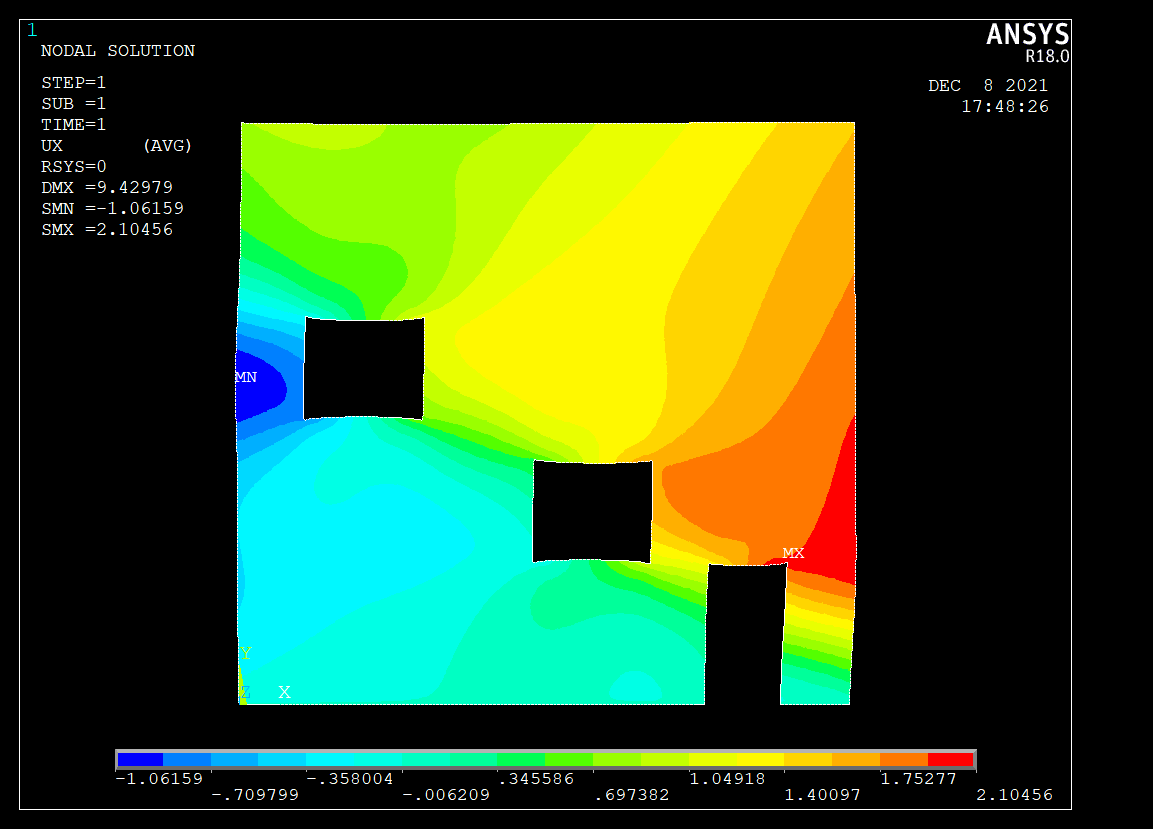 1
ANSYS
R18.0
NODAL SOLUTION
STEP=1
SUB =1
TIME=1
UX (AVG)
RSYS=0
DMX =9.42979
SMN =-1.06159
SMX =2.10456
DEC 8 2021
17:48:26
MN
MX
Y
Z X
-1.06159 -.358004 .345586 1.04918 1.75277
-.709799 -.006209 .697382 1.40097 2.10456